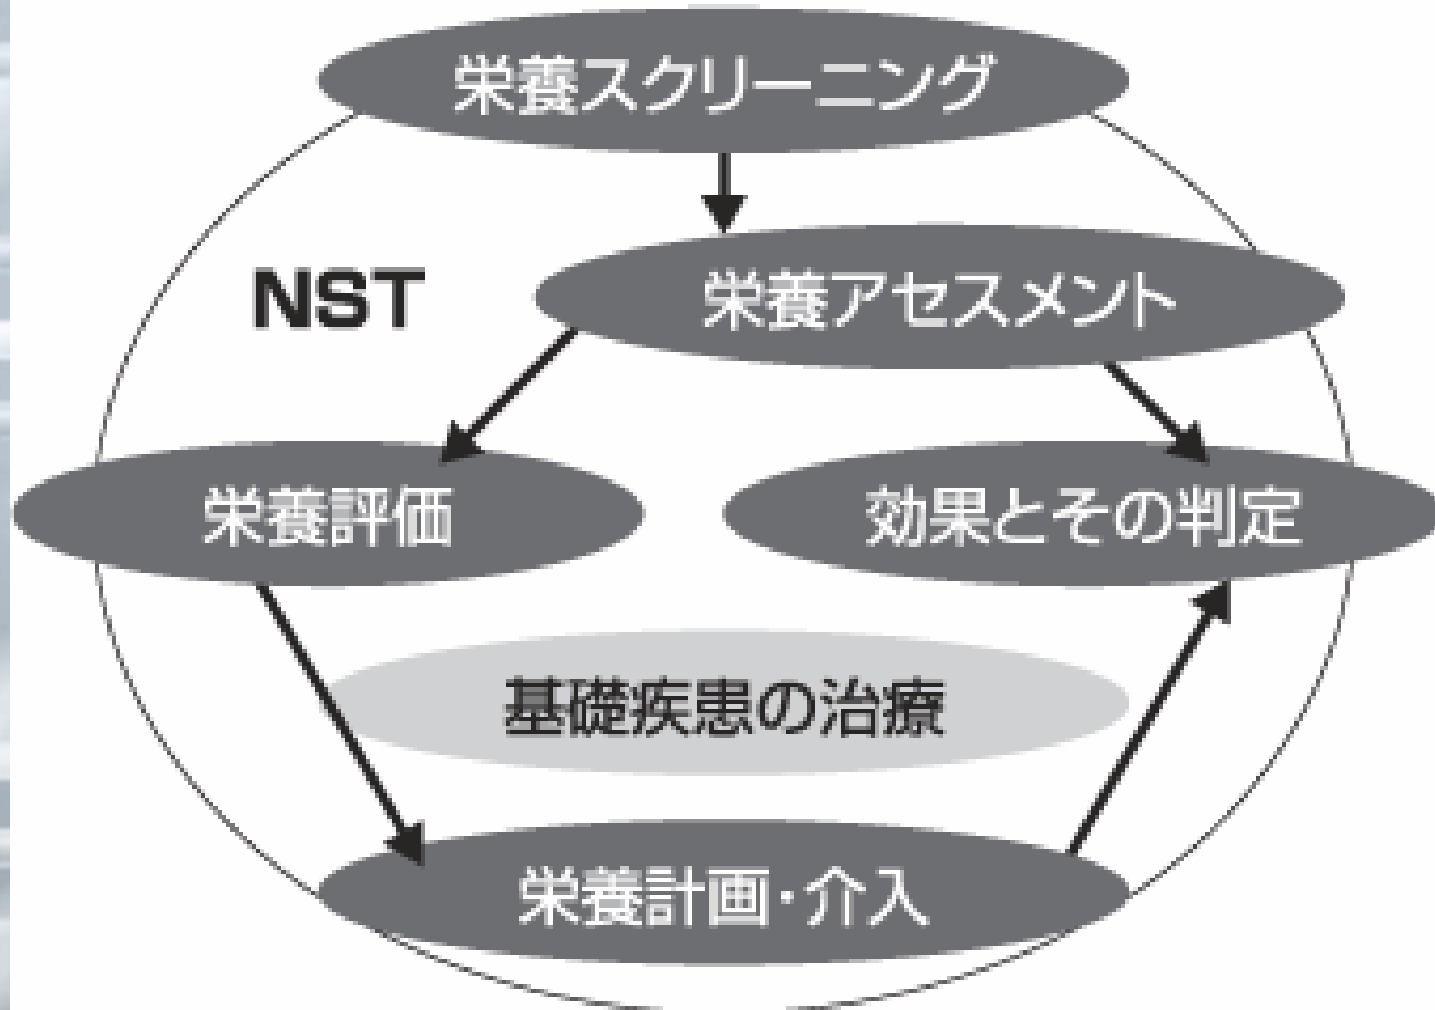 栄養スクリーニング
NST
栄養アセスメント
栄養評価
効果とその判定
基礎疾患の治療
栄養計画・介入